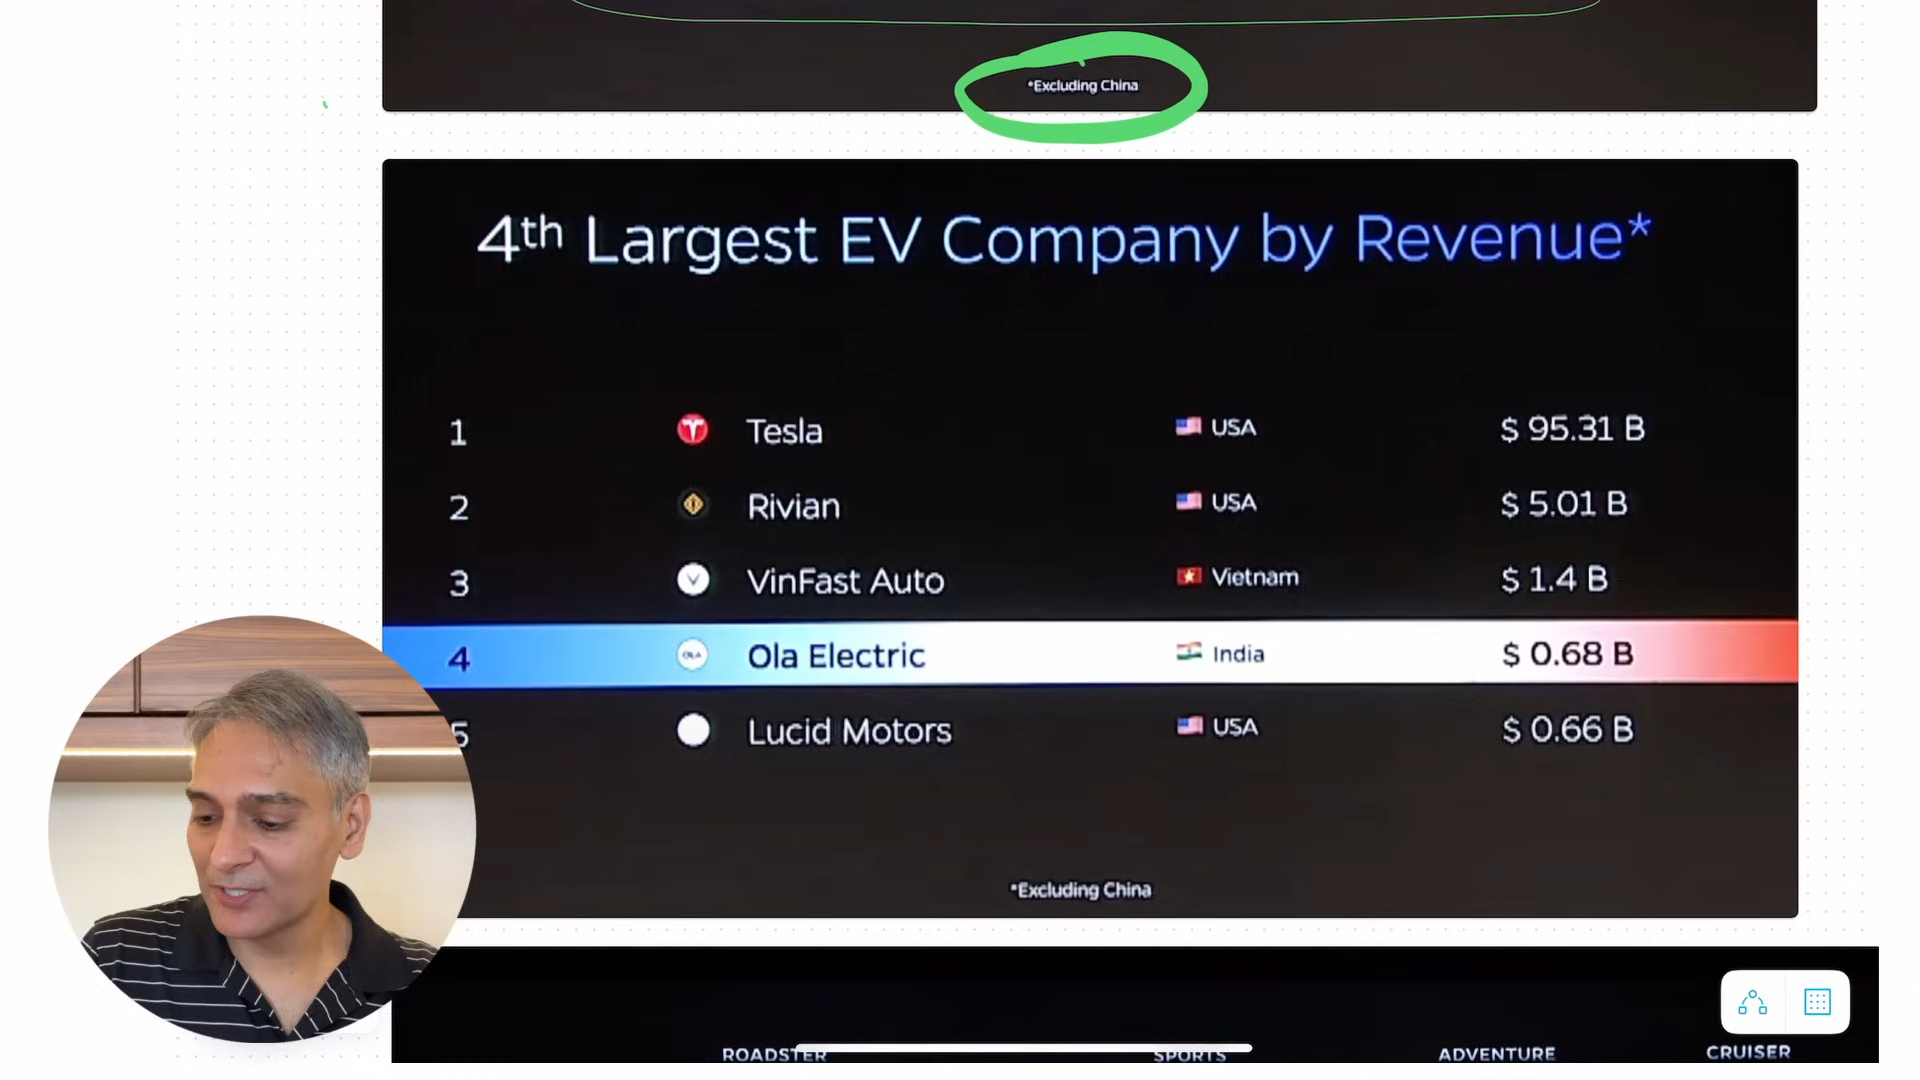 *Excluding China
4th Largest EV Company by Revenue*
1 Tesla USA $ 95.31 B
2 Rivian USA $ 5.01 B
3 VinFast Auto Vietnam $ 1.4 B
4 OLA Ola Electric India $ 0.68 B
5 Lucid Motors USA $ 0.66 B
*Excluding China
ROADSTER SPORTS ADVENTURE CRUISER